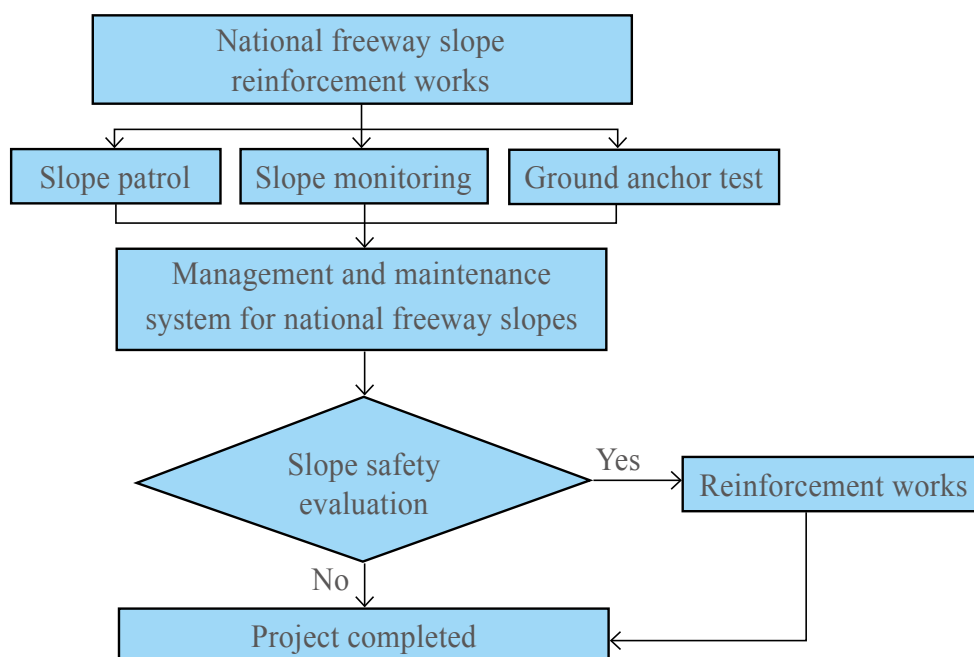 National freeway slope
reinforcement works
Slope patrol
Slope monitoring
Ground anchor test
Management and maintenance
system for national freeway slopes
Slope safety
evaluation
Yes
Reinforcement works
No
Project completed